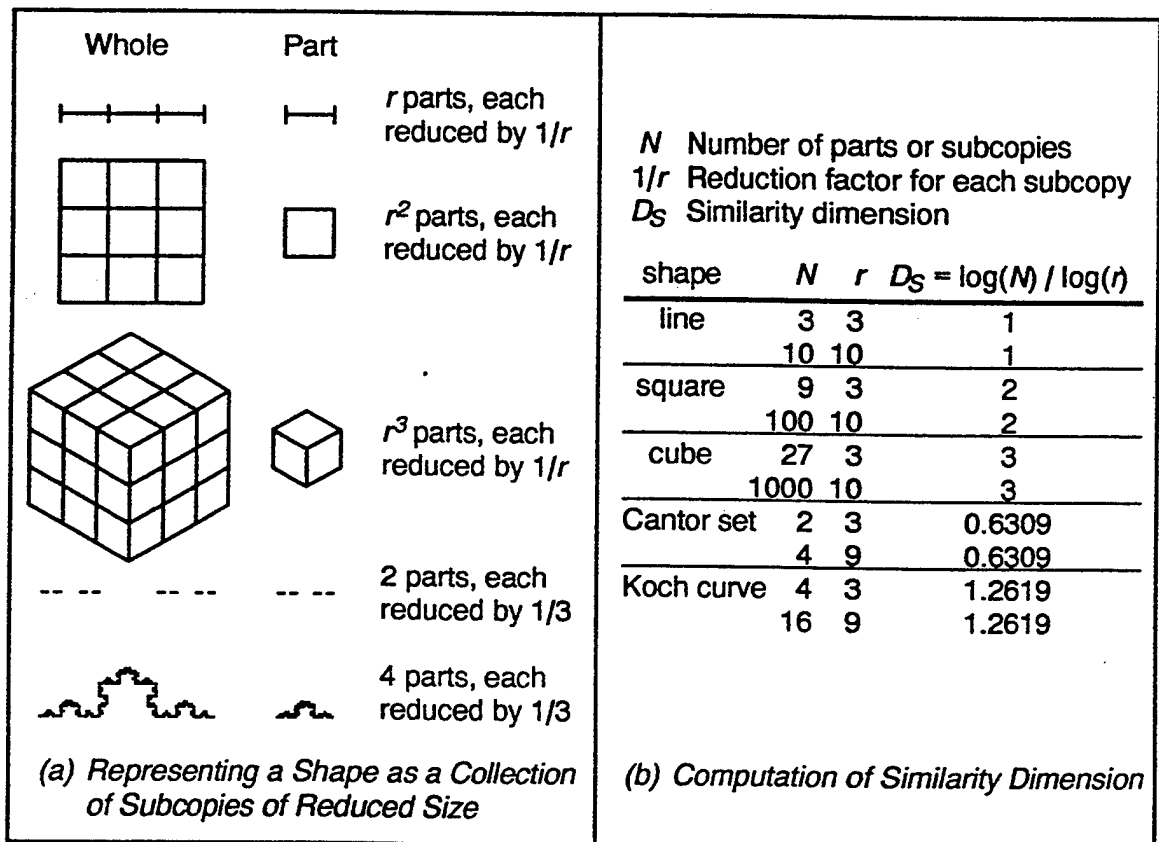 Whole Part
r parts, each
reduced by 1/r
r² parts, each
reduced by 1/r
r³ parts, each
reduced by 1/r
2 parts, each
reduced by 1/3
4 parts, each
reduced by 1/3
(a) Representing a Shape as a Collection
of Subcopies of Reduced Size
N Number of parts or subcopies
1/r Reduction factor for each subcopy
D_S Similarity dimension
shape N r D_S = log(N) / log(r)
line 3 3 1
10 10 1
square 9 3 2
100 10 2
cube 27 3 3
1000 10 3
Cantor set 2 3 0.6309
4 9 0.6309
Koch curve 4 3 1.2619
16 9 1.2619
(b) Computation of Similarity Dimension